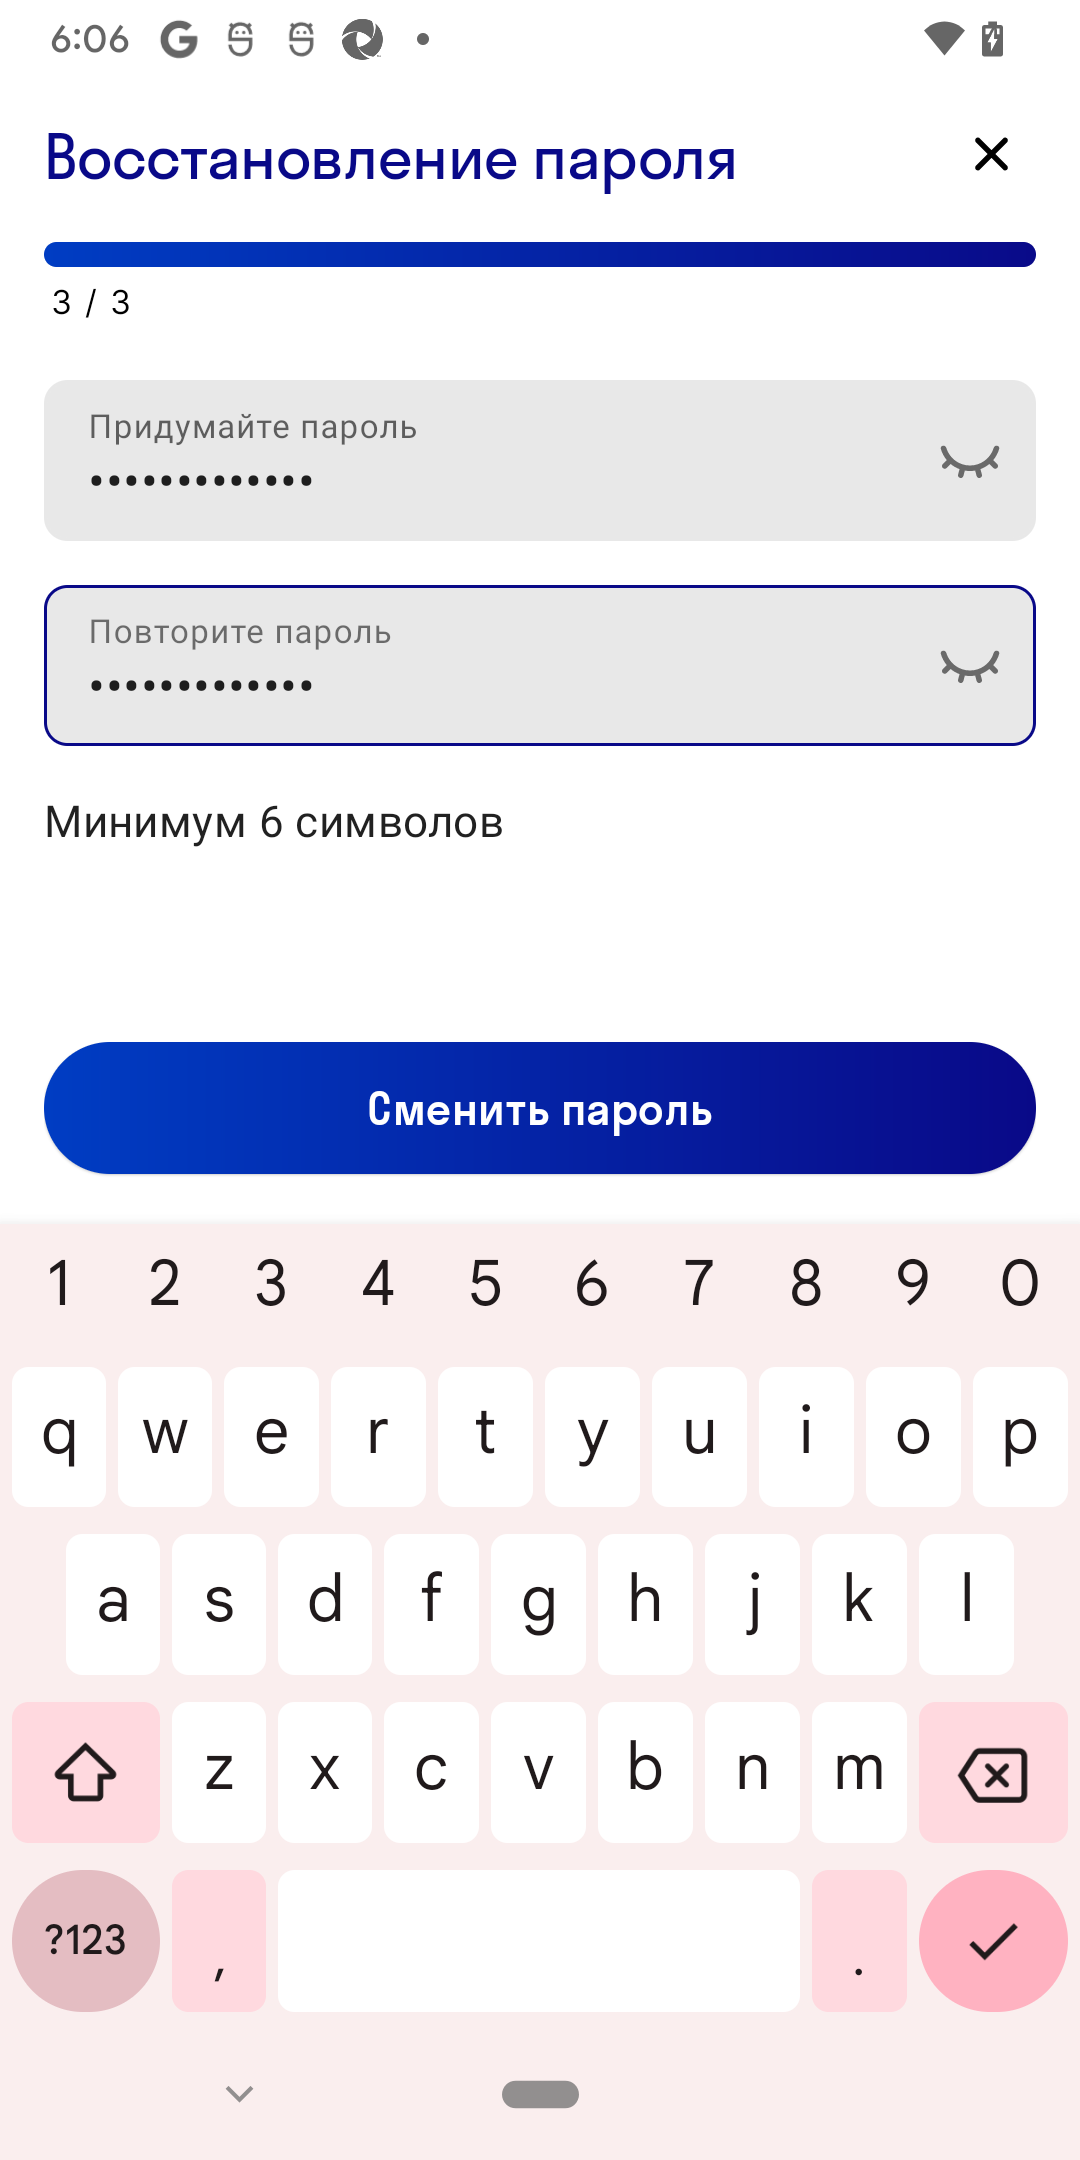 6:06
Восстановление пароля
3 / 3
Придумайте пароль
•••••••••••••
Повторите пароль
•••••••••••••
Минимум 6 символов
Сменить пароль
1 2 3 4 5 6 7 8 9 0
q w e r t y u i o p
a s d f g h j k l
z x c v b n m
?123 , .